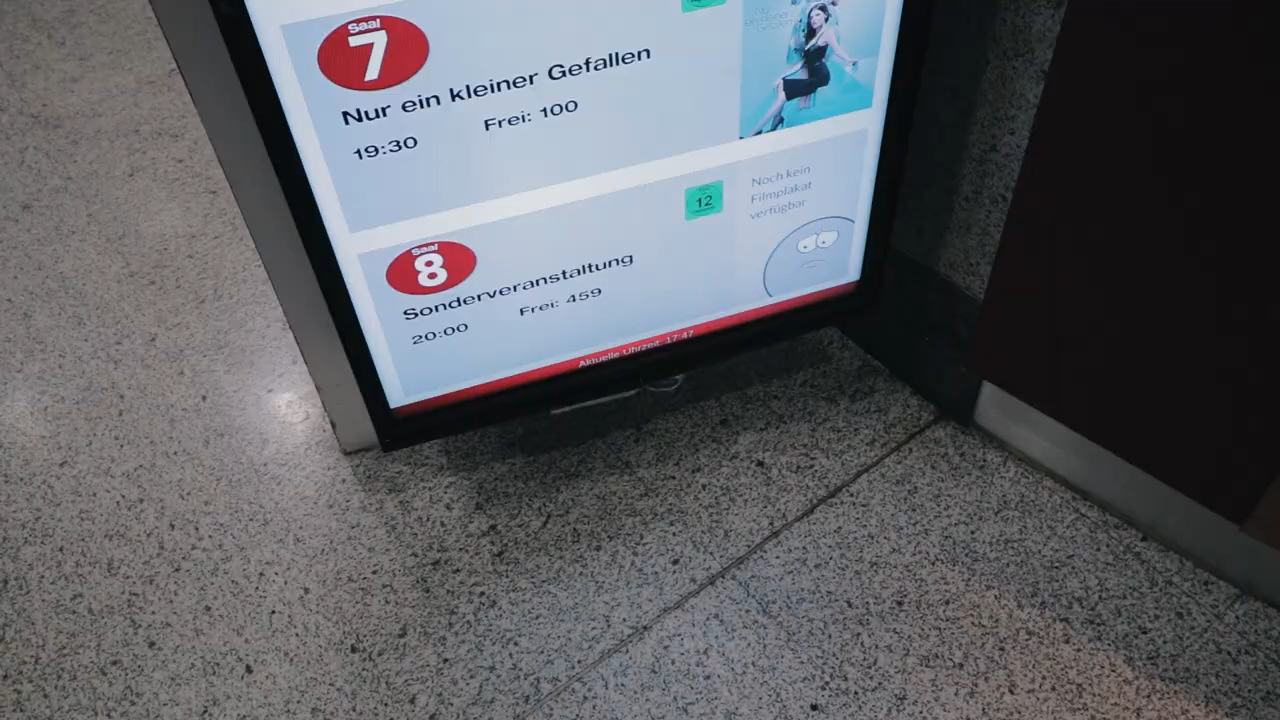 Saal
7
Nur ein kleiner Gefallen
19:30 Frei: 100
12
Noch kein
Filmplakat
verfügbar
Saal
8
Sonderveranstaltung
20:00 Frei: 459
Aktuelle Uhrzeit: 17:47